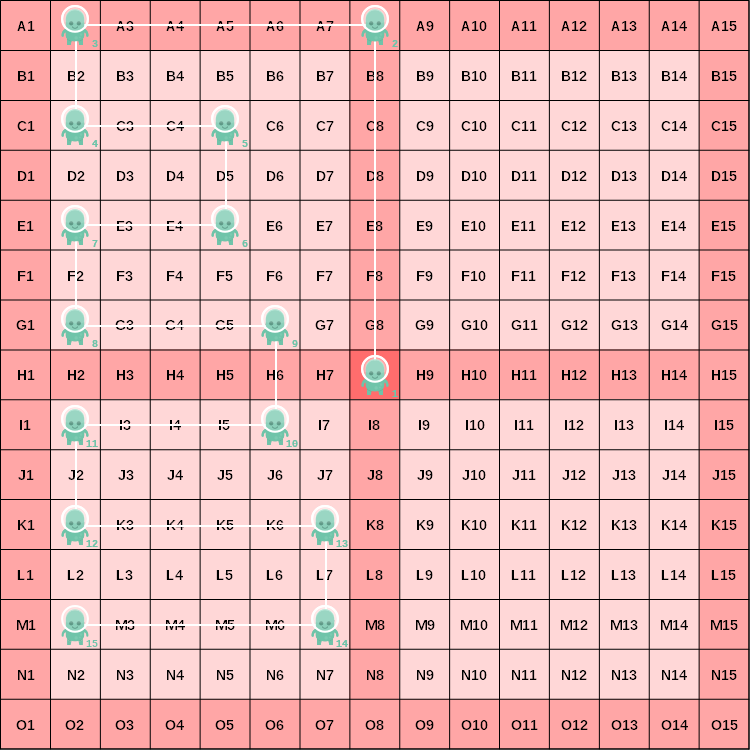 A1 3 A3 A4 A5 A6 A7 2 A9 A10 A11 A12 A13 A14 A15
B1 B2 B3 B4 B5 B6 B7 B8 B9 B10 B11 B12 B13 B14 B15
C1 4 C3 C4 5 C6 C7 C8 C9 C10 C11 C12 C13 C14 C15
D1 D2 D3 D4 D5 D6 D7 D8 D9 D10 D11 D12 D13 D14 D15
E1 7 E3 E4 6 E6 E7 E8 E9 E10 E11 E12 E13 E14 E15
F1 F2 F3 F4 F5 F6 F7 F8 F9 F10 F11 F12 F13 F14 F15
G1 8 G3 G4 G5 9 G7 G8 G9 G10 G11 G12 G13 G14 G15
H1 H2 H3 H4 H5 H6 H7 1 H9 H10 H11 H12 H13 H14 H15
I1 11 I3 I4 I5 10 I7 I8 I9 I10 I11 I12 I13 I14 I15
J1 J2 J3 J4 J5 J6 J7 J8 J9 J10 J11 J12 J13 J14 J15
K1 12 K3 K4 K5 K6 13 K8 K9 K10 K11 K12 K13 K14 K15
L1 L2 L3 L4 L5 L6 L7 L8 L9 L10 L11 L12 L13 L14 L15
M1 15 M3 M4 M5 M6 14 M8 M9 M10 M11 M12 M13 M14 M15
N1 N2 N3 N4 N5 N6 N7 N8 N9 N10 N11 N12 N13 N14 N15
O1 O2 O3 O4 O5 O6 O7 O8 O9 O10 O11 O12 O13 O14 O15